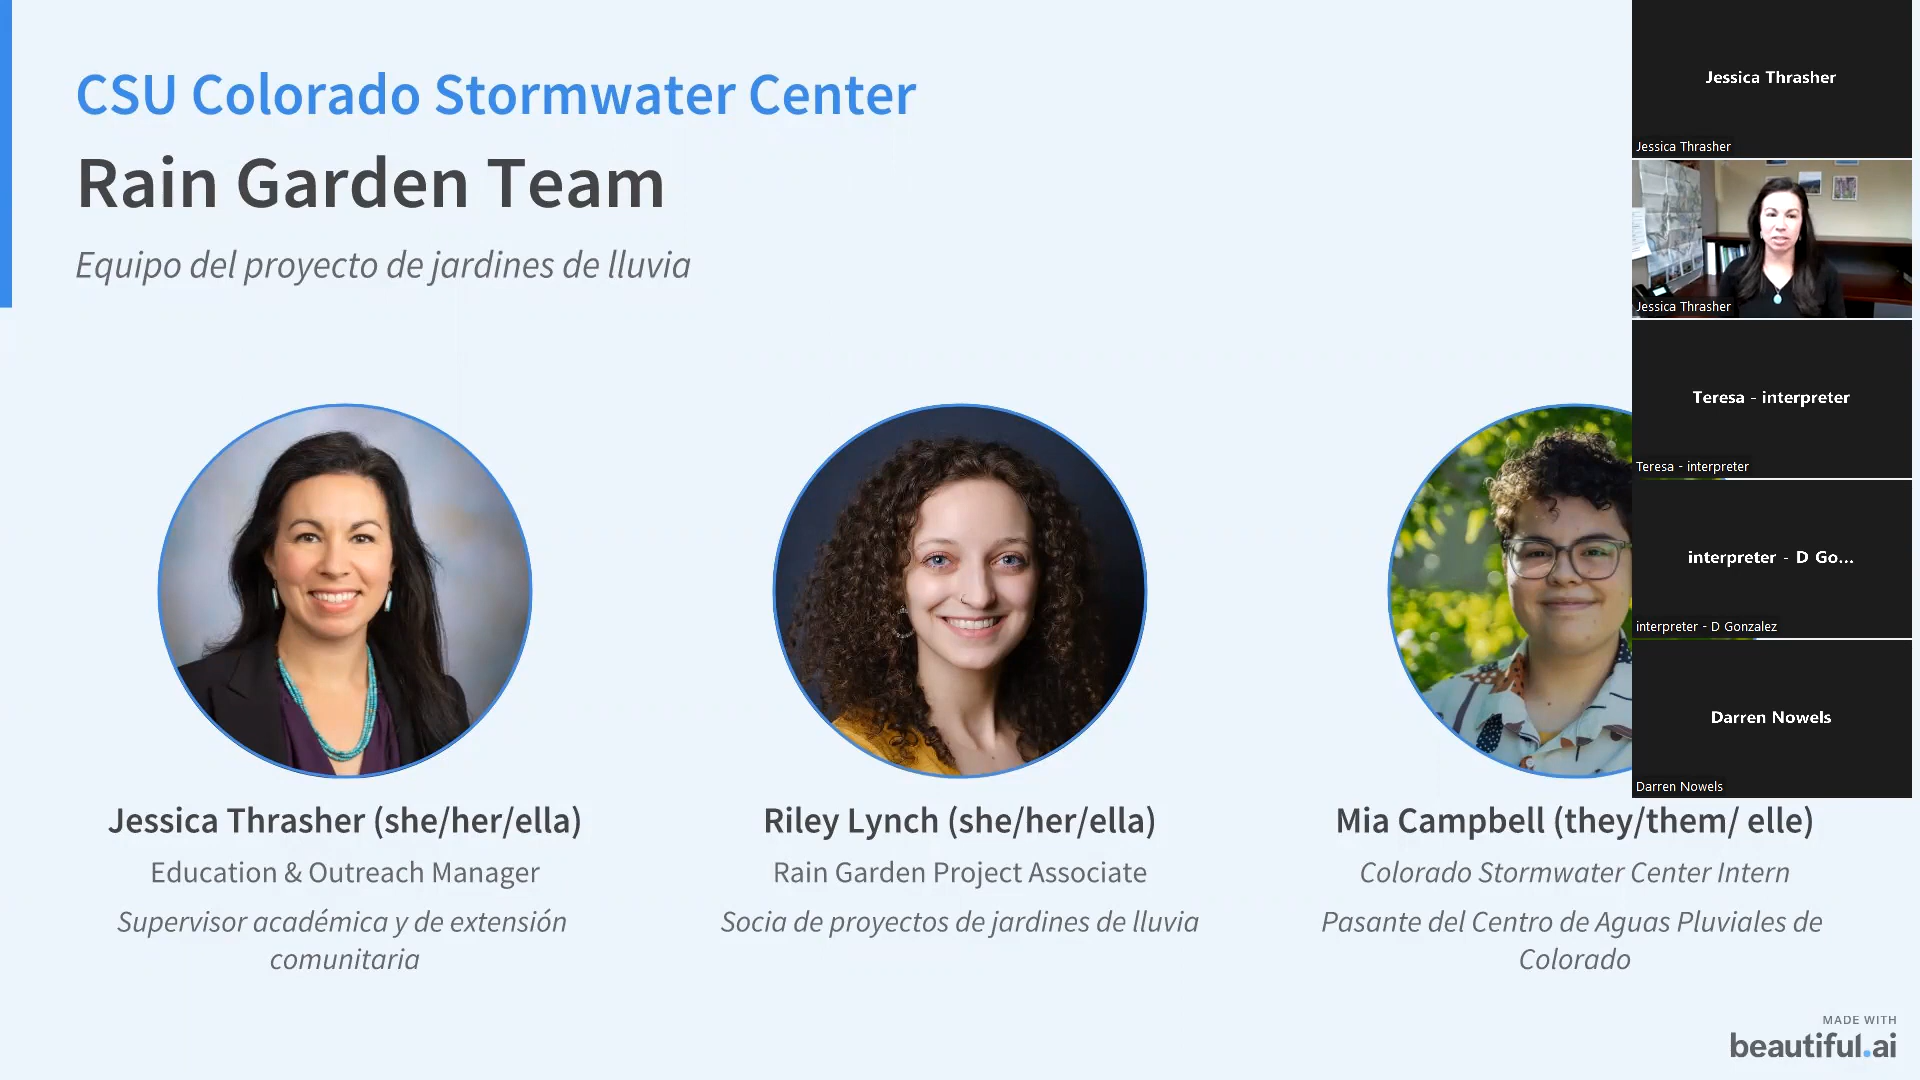 CSU Colorado Stormwater Center
Rain Garden Team
Equipo del proyecto de jardines de lluvia
Jessica Thrasher (she/her/ella)
Education & Outreach Manager
Supervisor académica y de extensión
comunitaria
Riley Lynch (she/her/ella)
Rain Garden Project Associate
Socia de proyectos de jardines de lluvia
Mia Campbell (they/them/ elle)
Colorado Stormwater Center Intern
Pasante del Centro de Aguas Pluviales de
Colorado
Jessica Thrasher
Jessica Thrasher
Jessica Thrasher
Teresa - interpreter
Teresa - interpreter
interpreter - D Go...
interpreter - D Gonzalez
Darren Nowels
Darren Nowels
MADE WITH
beautiful.ai